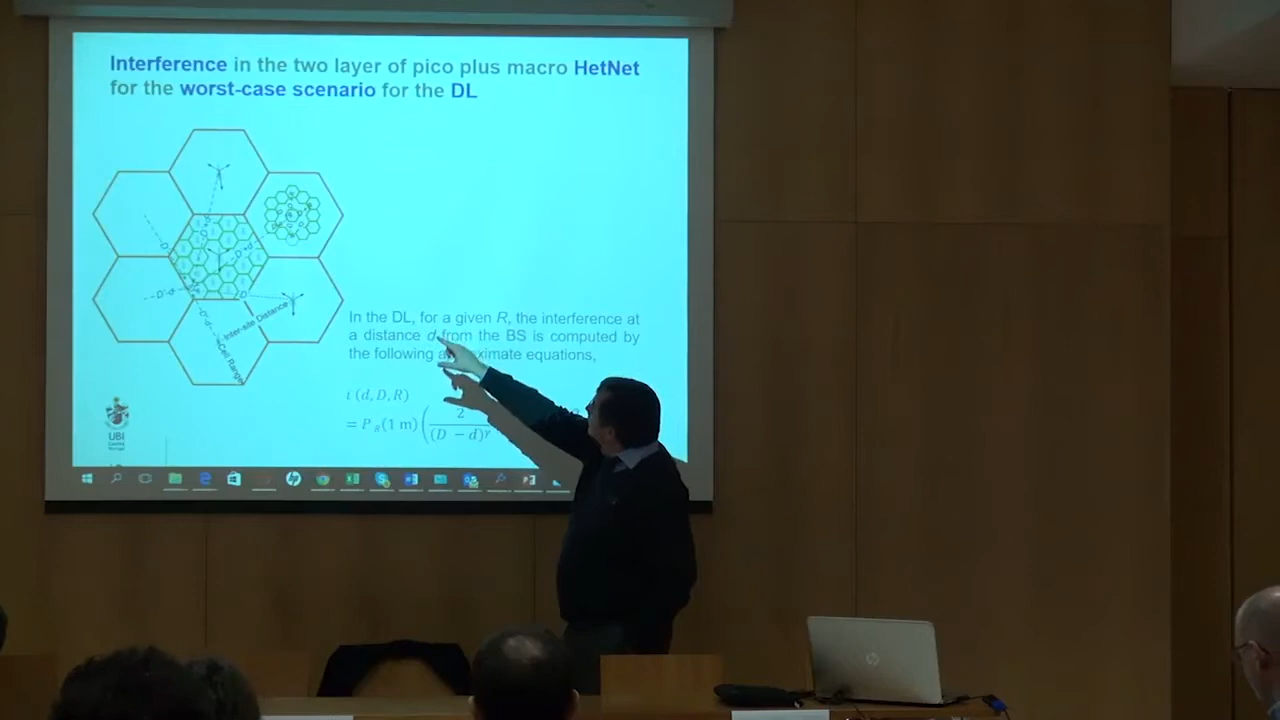 Interference in the two layer of pico plus macro HetNet
for the worst-case scenario for the DL
D
Inter-site Distance
Cell Range
In the DL, for a given R, the interference at
a distance d from the BS is computed by
the following equations,
ι (d, D, R)
= P (1 m) ( 2
(D − d)γ
UBI
hp